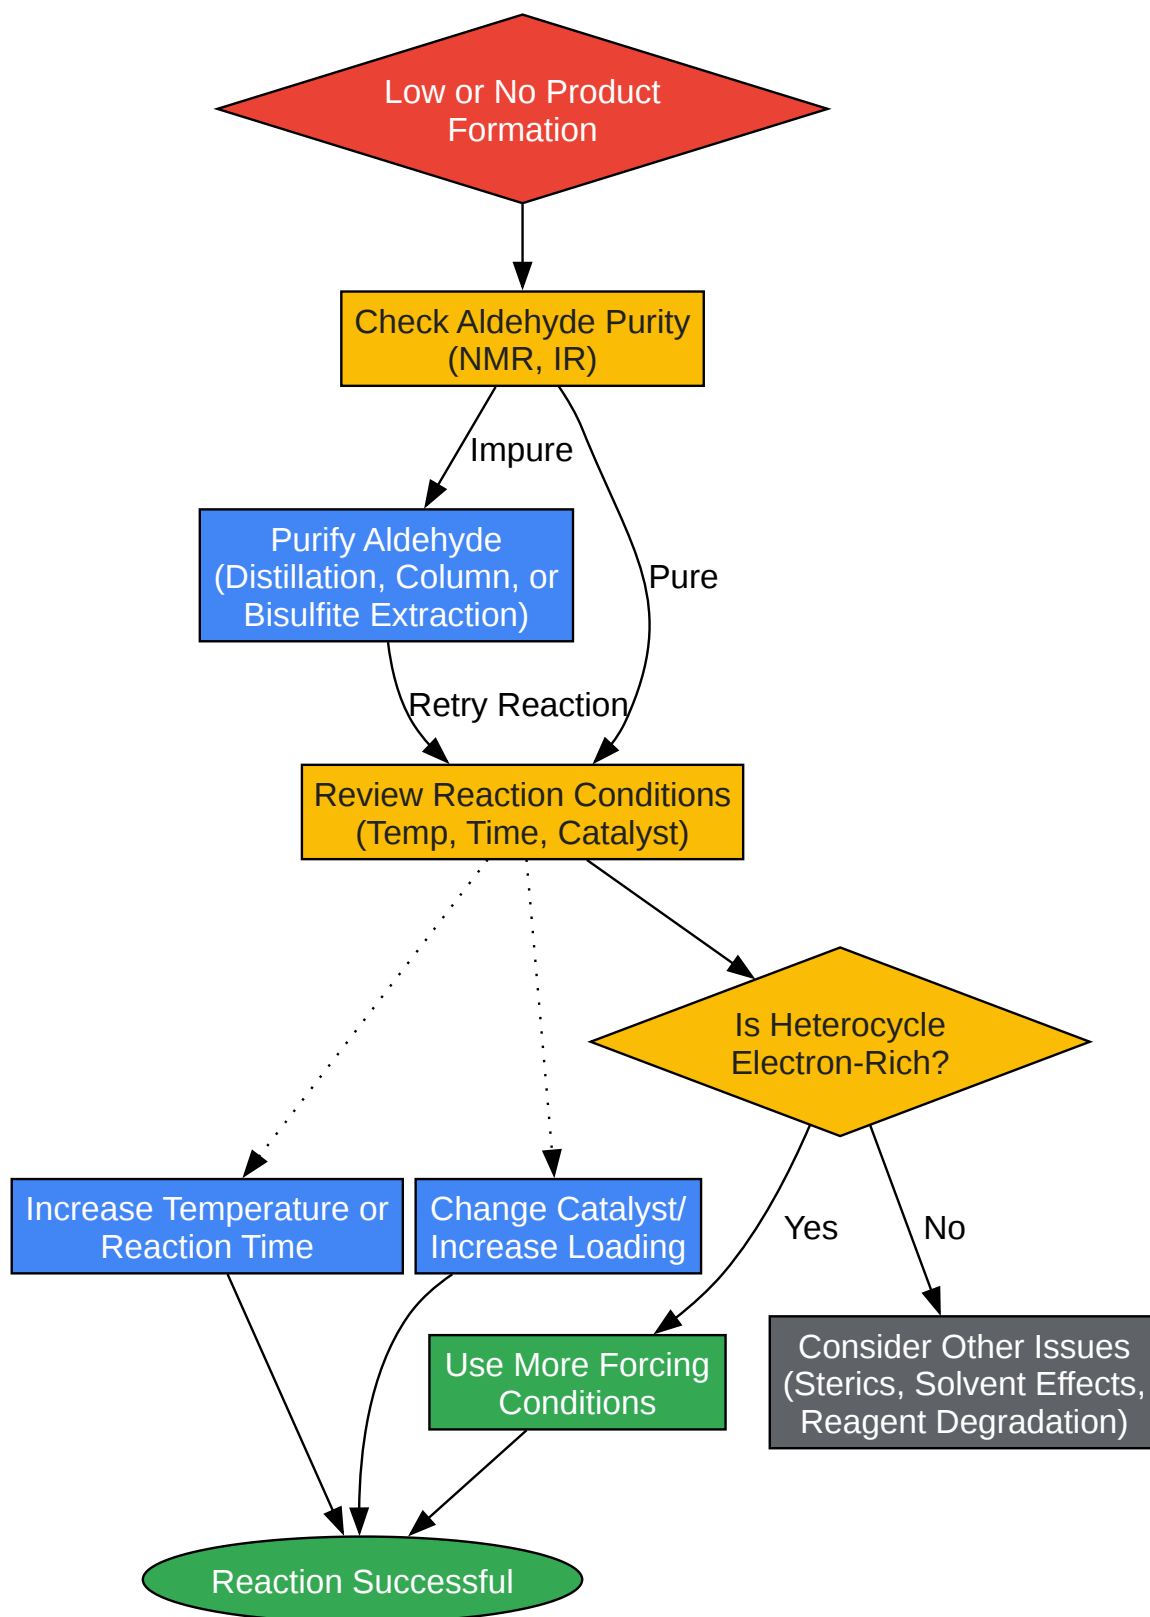 Low or No Product
Formation
Check Aldehyde Purity
(NMR, IR)
Impure
Purify Aldehyde
(Distillation, Column, or
Bisulfite Extraction)
Pure
Retry Reaction
Review Reaction Conditions
(Temp, Time, Catalyst)
Is Heterocycle
Electron-Rich?
Increase Temperature or
Reaction Time
Change Catalyst/
Increase Loading
Yes
No
Use More Forcing
Conditions
Consider Other Issues
(Sterics, Solvent Effects,
Reagent Degradation)
Reaction Successful